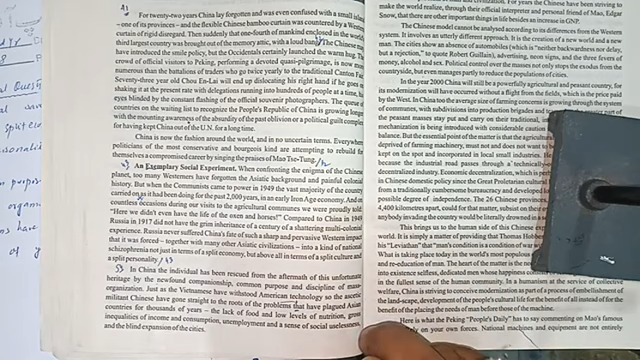 A)
For twenty-two years China lay forgotten and was even confused with a small island
– one of its provinces – and the flexible Chinese bamboo curtain was countered by a Western
curtain of rigid disregard. Then suddenly one-fourth of mankind enclosed in the world's
third largest country was brought out of the memory attic, with a loud bang. The Chinese may
have introduced the smile policy, but the Occidentals certainly launched the warm hug. The
crowd of official visitors to Peking, performing a devoted quasi-pilgrimage, is now more
numerous than the battalions of traders who go twice yearly to the traditional Canton Fair.
Seventy-three year old Chou En-Lai will end up dislocating his right hand if he goes on
shaking it at the present rate with delegations running into hundreds of people at a time, his
eyes blinded by the constant flashing of the official souvenir photographers. The queue of
countries on the waiting list to recognize the People's Republic of China is growing longer
with the mounting awareness of the absurdity of the past oblivion or a political guilt complex
for having kept China out of the U.N. for a long time.
China is now the fashion around the world, and in no uncertain terms. Everywhere
politicians of the most conservative and bourgeois kind are attempting to rebuild for
themselves a compromised career by singing the praises of Mao Tse-Tung.
An Exemplary Social Experiment. When confronting the enigma of the Chinese
planet, too many Westerners have forgotten the Asiatic background and painful colonial
history. But when the Communists came to power in 1949 the vast majority of the country
carried on as it had been doing for the past 2,000 years, in an early Iron Age economy. And on
countless occasions during our visits to the agricultural communes we were proudly told:
"Here we didn't even have the life of the oxen and horses!" Compared to China in 1949
Russia in 1917 did not have the grim inheritance of a century of a shattering multi-colonial
experience. Russia never suffered China's fate of such a sharp and pervasive Western impact
that it was forced – together with many other Asiatic civilizations – into a kind of national
schizophrenia not just in terms of a split economy, but above all in terms of a split culture and
a split personality.
5) In China the individual has been rescued from the aftermath of this unfortunate
heritage by the newfound companionship, common purpose and discipline of mass-
organization. Just as the Vietnamese have withstood American technology so the ascetic
militant Chinese have gone straight to the roots of the problems that have plagued Asian
countries for thousands of years – the lack of food and low levels of nutrition, gross
inequalities of income and consumption, unemployment and a sense of social uselessness,
and the blind expansion of the cities.
make the world realize, through their official interpreter and personal friend of Mao, Edgar
Snow, that there are other important things in life besides an increase in GNP.
The Chinese model cannot be analysed according to its differences from the Western
system. It involves an utterly different approach. It is the creation of a new world and a new
man. The cities show an absence of automobiles (which is "neither backwardness nor delay,
but a rejection," to quote Robert Guillain), advertising, neon signs, and the three fevers of
money, alcohol and sex. Political control over the masses not only stops the exodus from the
countryside, but even manages partly to reduce the populations of cities.
In the year 2000 China will still be a powerfully agricultural and peasant country, for
its modernization will have occurred without a flight from the fields, which is the price paid
by the West. In China too the average size of farming concerns is growing through the system
of communes, with subdivisions into production brigades and
the peasant masses stay put and carry on their traditional,
mechanization is being introduced with considerable caution
balance. But the essential point of the matter is that the agricultural
deprived of farming machinery, must not and does not want to
kept on the spot and incorporated in local small industries. He
because the industrial road passes through a technically-
decentralized industry. Economic decentralization, which is
in Chinese domestic policy since the Great Proletarian Cultural
from a traditionally cumbersome bureaucracy and developed
possible degree of independence. The 26 Chinese provinces,
4,400 kilometres apart, could for that matter, subsist on their
anybody invading the country would be literally drowned in a
This brings us to the human side of this Chinese
world. It is simply a matter of providing that Thomas Hobbes
his "Leviathan" that "man's condition is a condition of war
What is taking place today in the world's most populous
and re-education of man. The heart of the matter is the
into existence selfless, dedicated men whose happiness
in the fullest sense of the human community. In a humanism at the service of collective
welfare, China is striving to conceive modernization as part of a process of embellishment of
the land-scape, development of the people's cultural life for the benefit of all instead of for the
benefit of placing the needs of man before those of the machine.
Here is what the Peking "People's Daily" has to say commenting on Mao's famous
on your own forces. National machines and equipment are not entirely